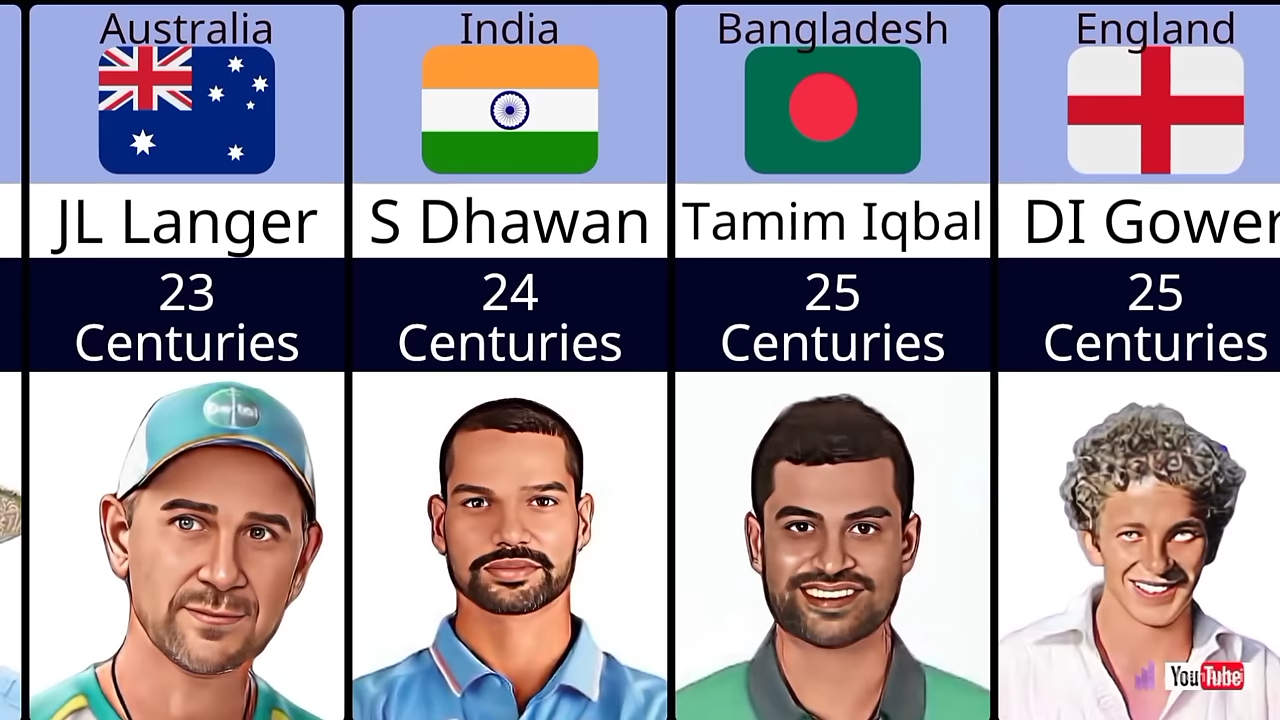 Australia
India
Bangladesh
England
JL Langer
S Dhawan
Tamim Iqbal
DI Gower
23
Centuries
24
Centuries
25
Centuries
25
Centuries
YouTube